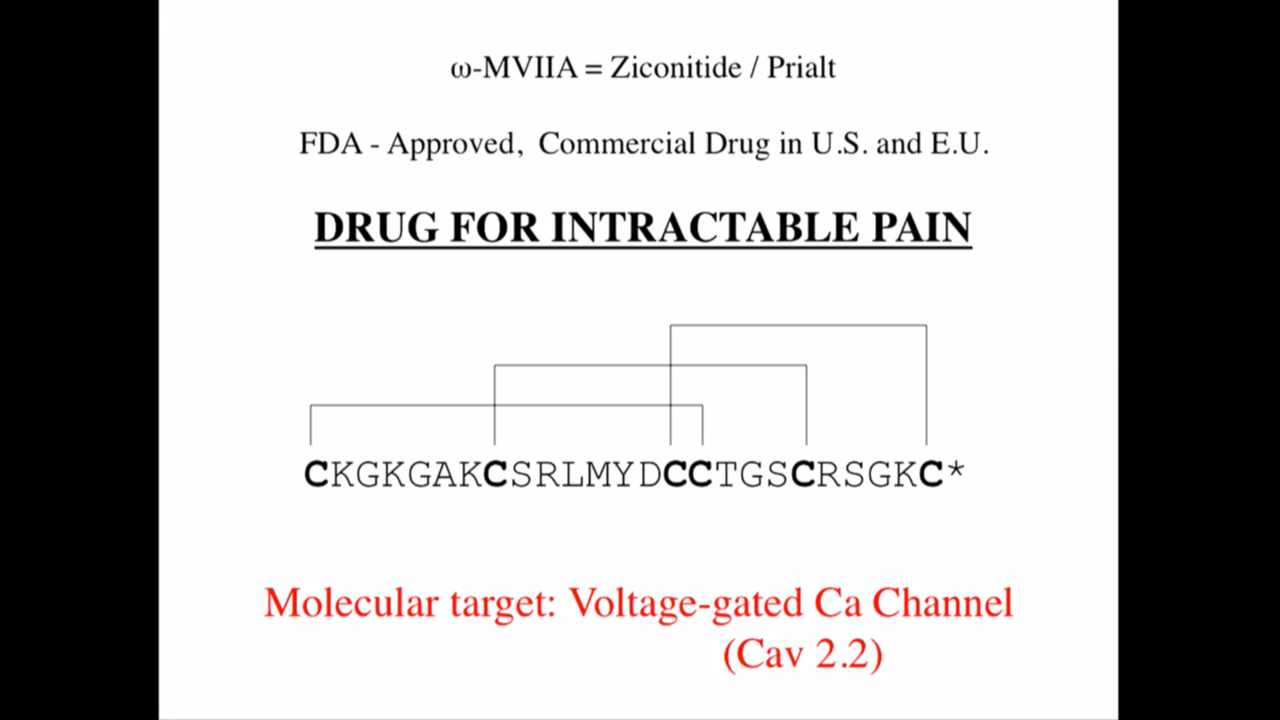 ω-MVIIA = Ziconitide / Prialt
FDA - Approved, Commercial Drug in U.S. and E.U.
DRUG FOR INTRACTABLE PAIN
CKGKGAKCSRLMYDCCTGSCRSGKC*
Molecular target: Voltage-gated Ca Channel
(Cav 2.2)